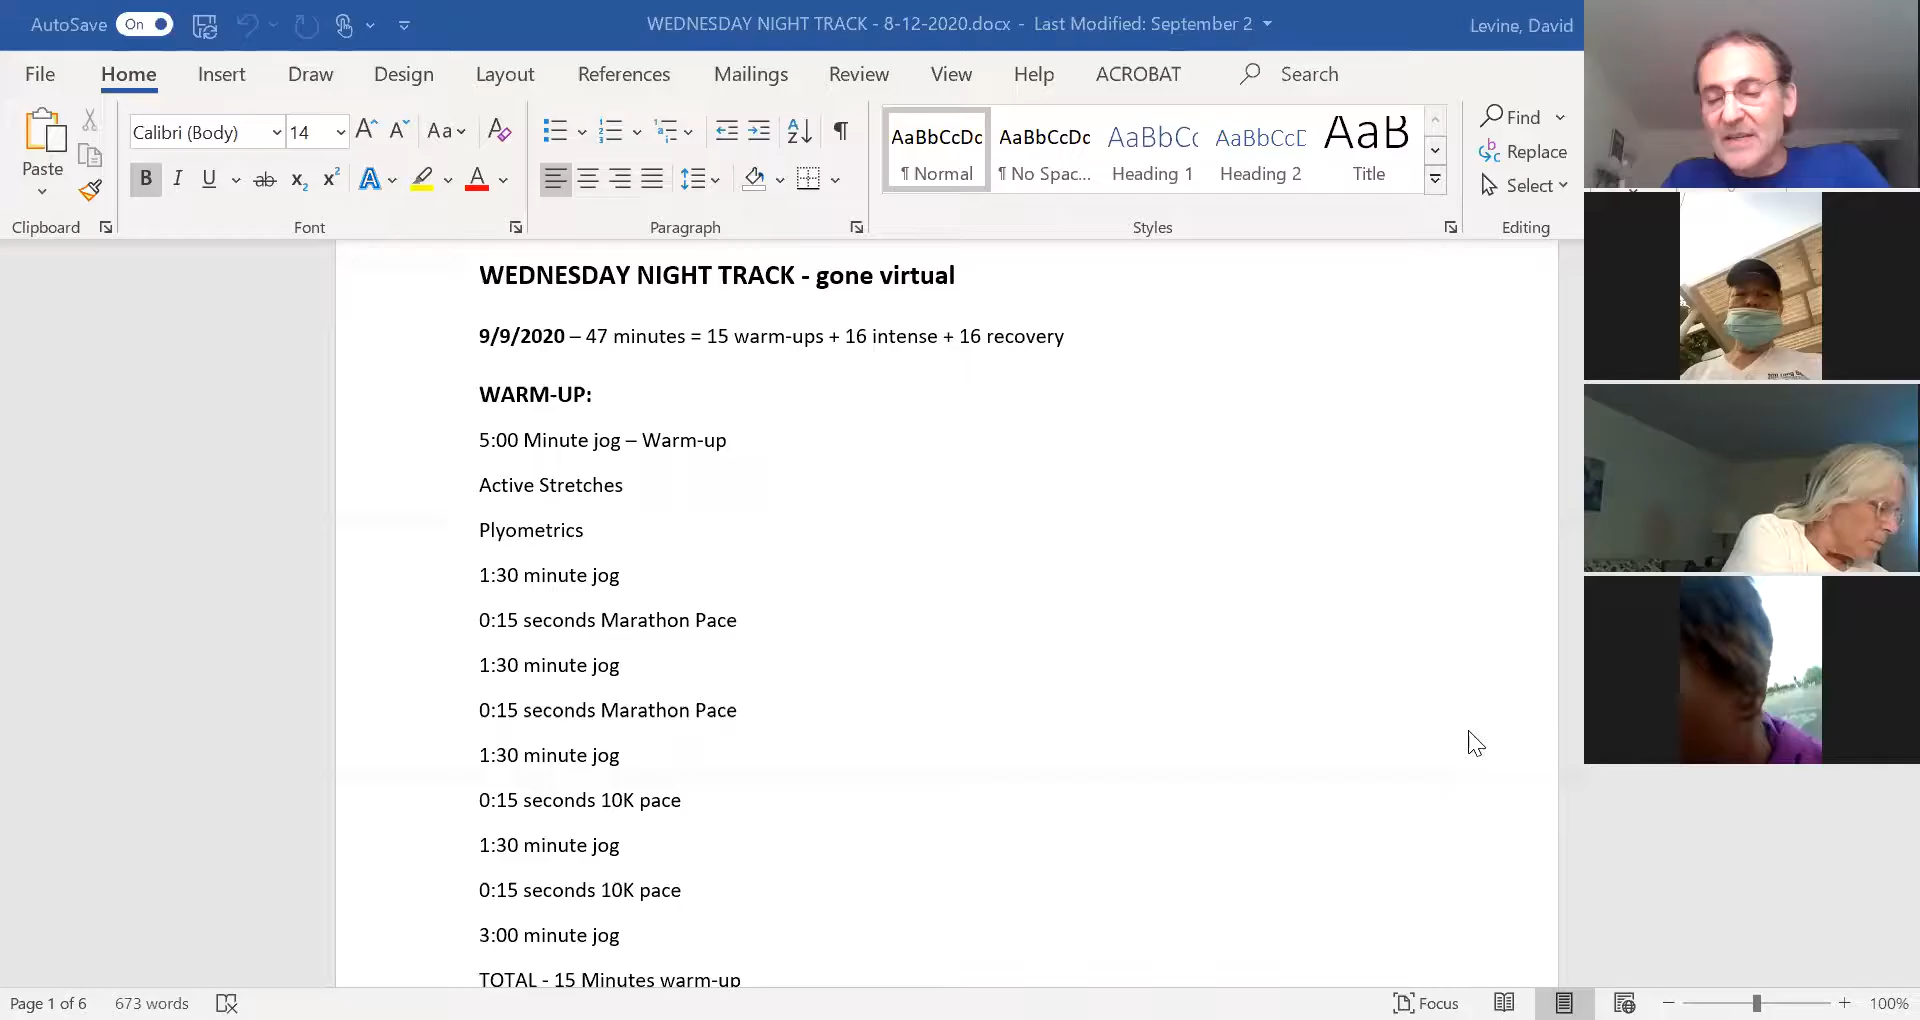 AutoSave On WEDNESDAY NIGHT TRACK - 8-12-2020.docx - Last Modified: September 2 Levine, David
File Home Insert Draw Design Layout References Mailings Review View Help ACROBAT Search
Paste
Clipboard
Calibri (Body) 14 A A Aa A
B I U ab x2 x2 A A
Font
Paragraph
AaBbCcDc AaBbCcDc AaBbCc AaBbCcD AaB
¶ Normal ¶ No Spac... Heading 1 Heading 2 Title
Styles
Find
Replace
Select
Editing
WEDNESDAY NIGHT TRACK - gone virtual
9/9/2020 – 47 minutes = 15 warm-ups + 16 intense + 16 recovery
WARM-UP:
5:00 Minute jog – Warm-up
Active Stretches
Plyometrics
1:30 minute jog
0:15 seconds Marathon Pace
1:30 minute jog
0:15 seconds Marathon Pace
1:30 minute jog
0:15 seconds 10K pace
1:30 minute jog
0:15 seconds 10K pace
3:00 minute jog
TOTAL - 15 Minutes warm-up
Page 1 of 6 673 words Focus 100%